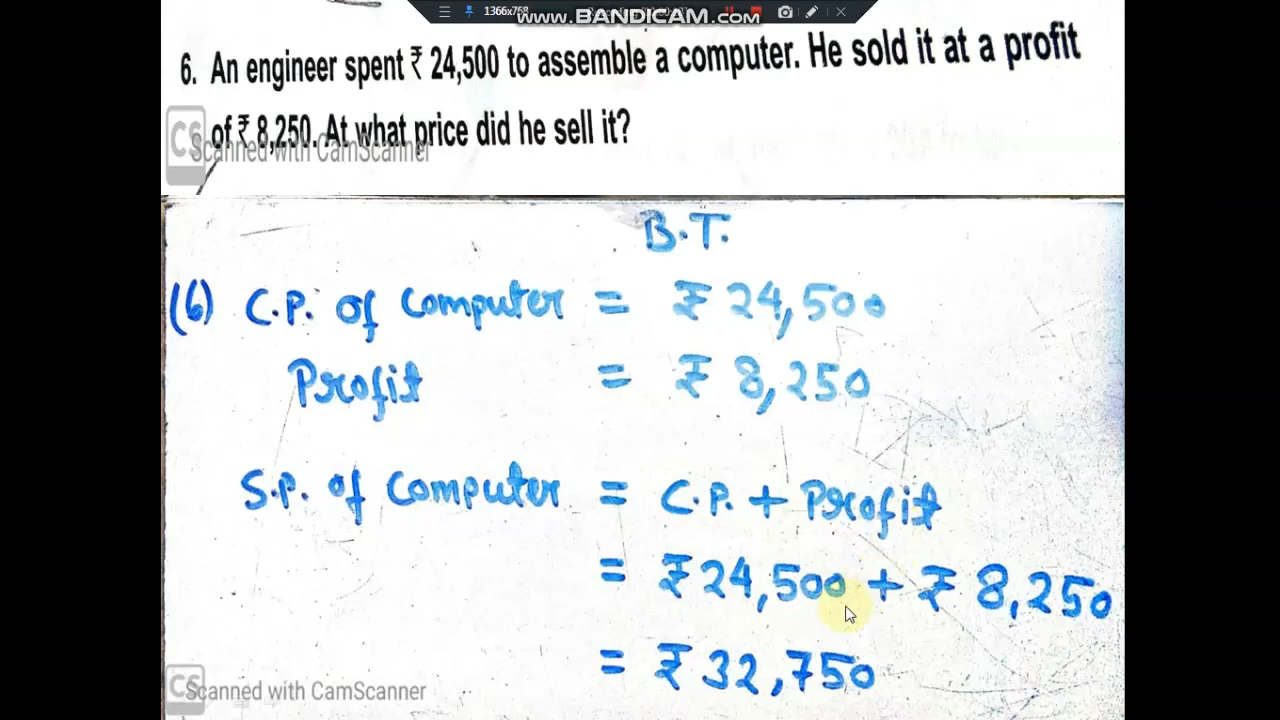 1366x768
www.BANDICAM.com
6. An engineer spent ₹ 24,500 to assemble a computer. He sold it at a profit
of ₹ 8,250. At what price did he sell it?
CS Scanned with CamScanner
B.T.
(6) C.P. of Computer = ₹ 24,500
Profit = ₹ 8,250
S.P. of Computer = C.P. + Profit
= ₹ 24,500 + ₹ 8,250
= ₹ 32,750
CS Scanned with CamScanner